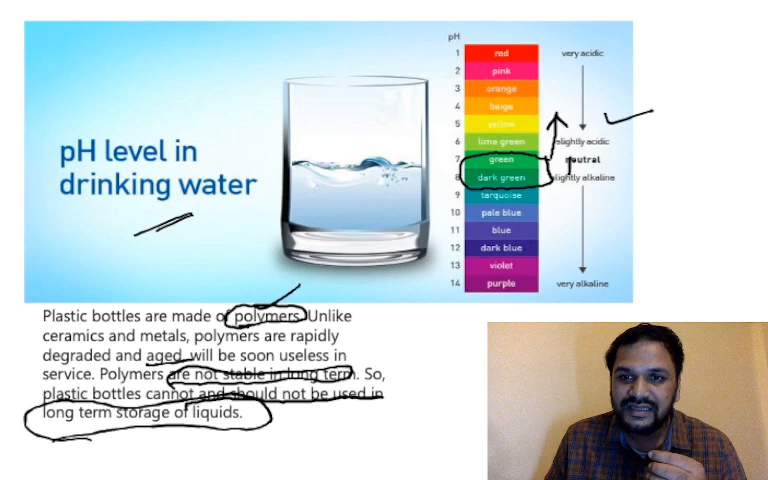 pH level in
drinking water
pH
1 red very acidic
2 pink
3 orange
4 beige
5 yellow
6 lime green slightly acidic
7 green neutral
8 dark green slightly alkaline
9 tarquoise
10 pale blue
11 blue
12 dark blue
13 violet
14 purple very alkaline
Plastic bottles are made of polymers. Unlike
ceramics and metals, polymers are rapidly
degraded and aged, will be soon useless in
service. Polymers are not stable in long term. So,
plastic bottles cannot and should not be used in
long term storage of liquids.